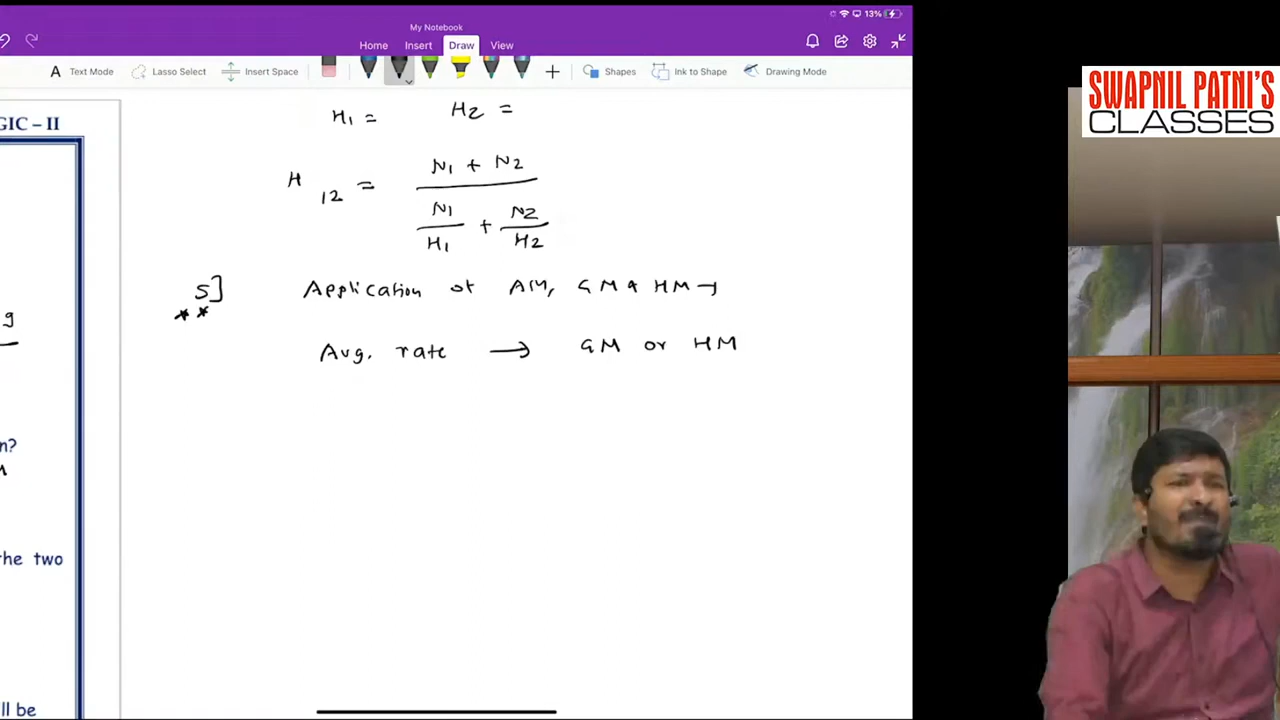 13%
My Notebook
Home Insert Draw View
Text Mode Lasso Select Insert Space Shapes Ink to Shape Drawing Mode
SWAPNIL PATNI'S
CLASSES
GIC – II
H1 = H2 =
H 12 = N1 + N2
N1 + N2
H1 H2
5] Application of AM, GM & HM →
**
g
Avg. rate → GM or HM
n?
M
the two
ll be